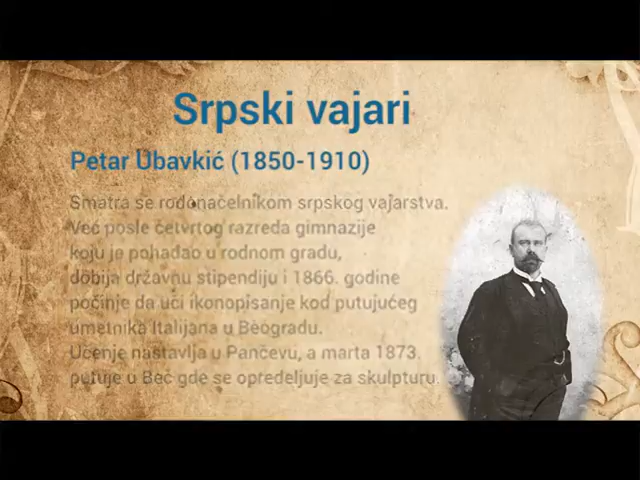 Srpski vajari
Petar Ubavkić (1850-1910)
Smatra se rodonačelnikom srpskog vajarstva.
Već posle četvrtog razreda gimnazije
koju je pohađao u rodnom gradu,
dobija državnu stipendiju i 1866. godine
počinje da uči ikonopisanje kod putujućeg
umetnika Italijana u Beogradu.
Učenje nastavlja u Pančevu, a marta 1873.
putuje u Beč gde se opredeljuje za skulpturu.